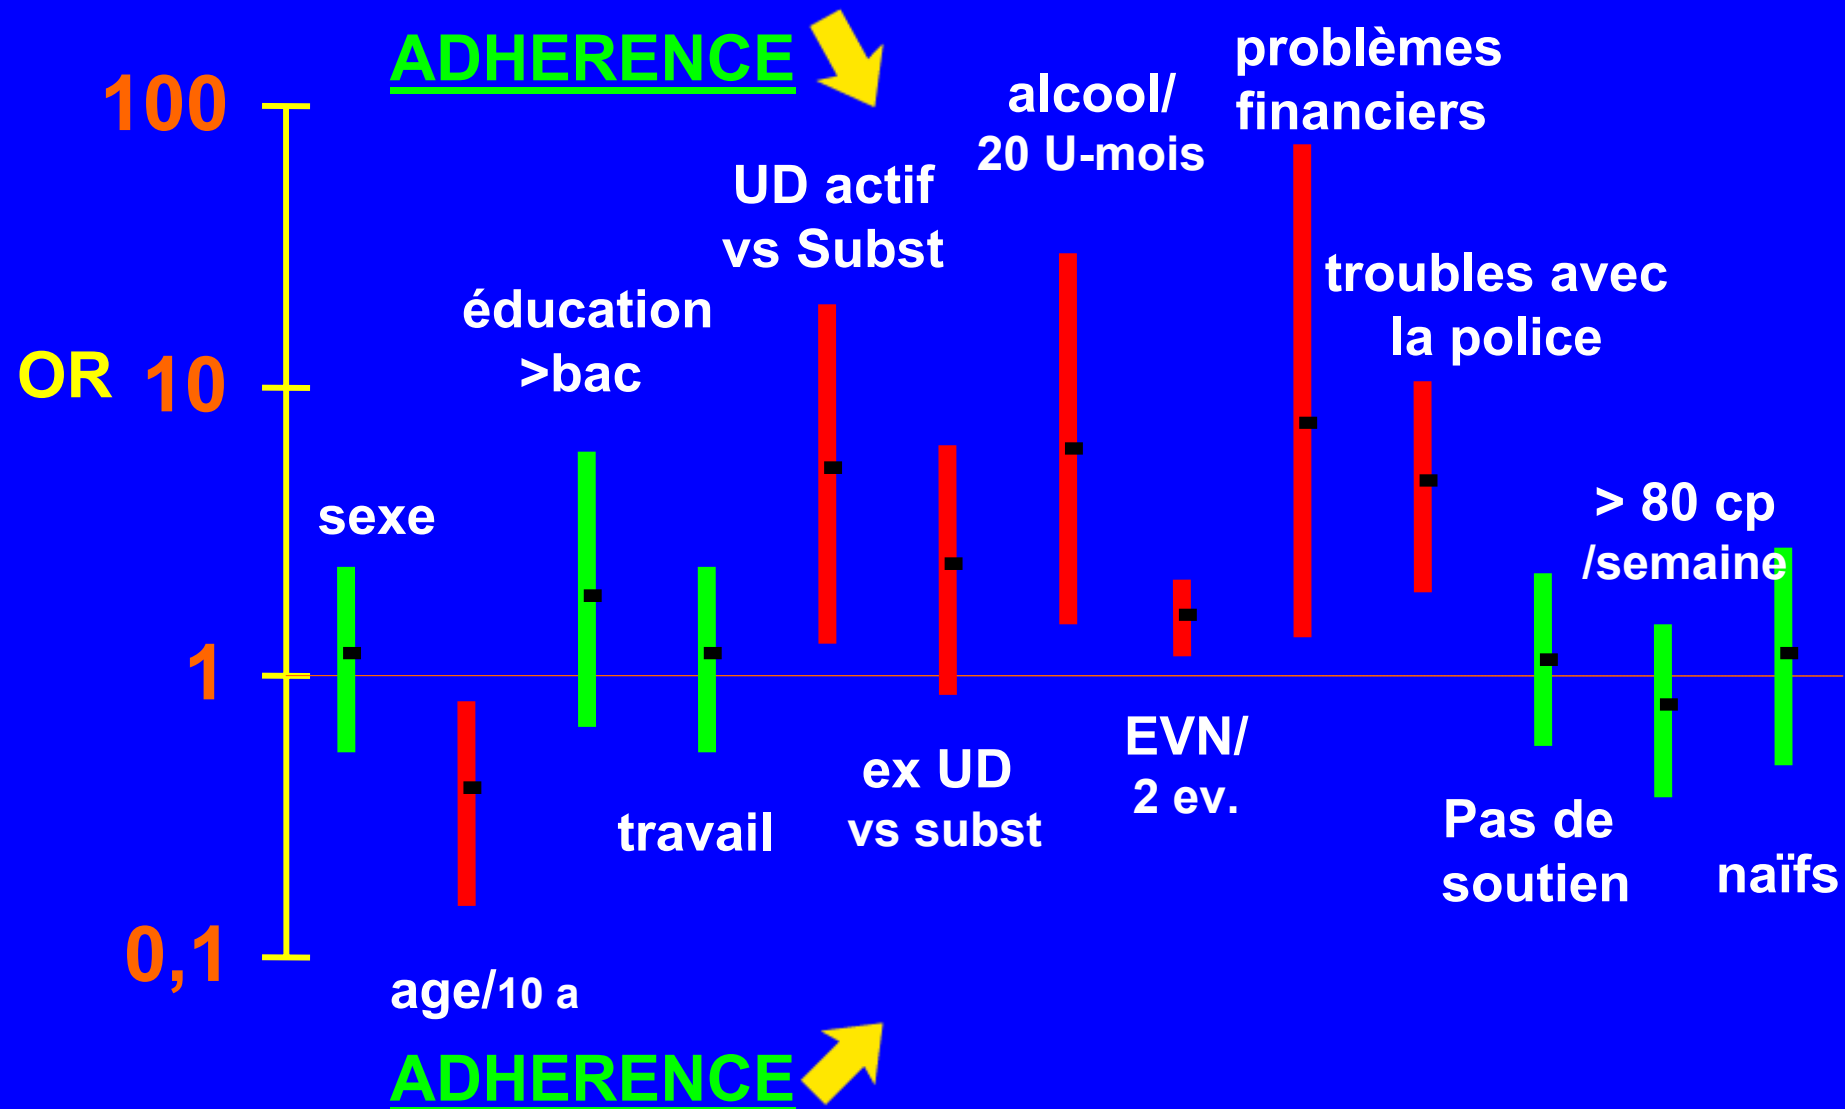 ADHERENCE
100
OR 10
1
0,1
sexe
age/10 a
éducation
>bac
travail
UD actif
vs Subst
ex UD
vs subst
alcool/
20 U-mois
EVN/
2 ev.
problèmes
financiers
troubles avec
la police
Pas de
soutien
> 80 cp
/semaine
naïfs
ADHERENCE